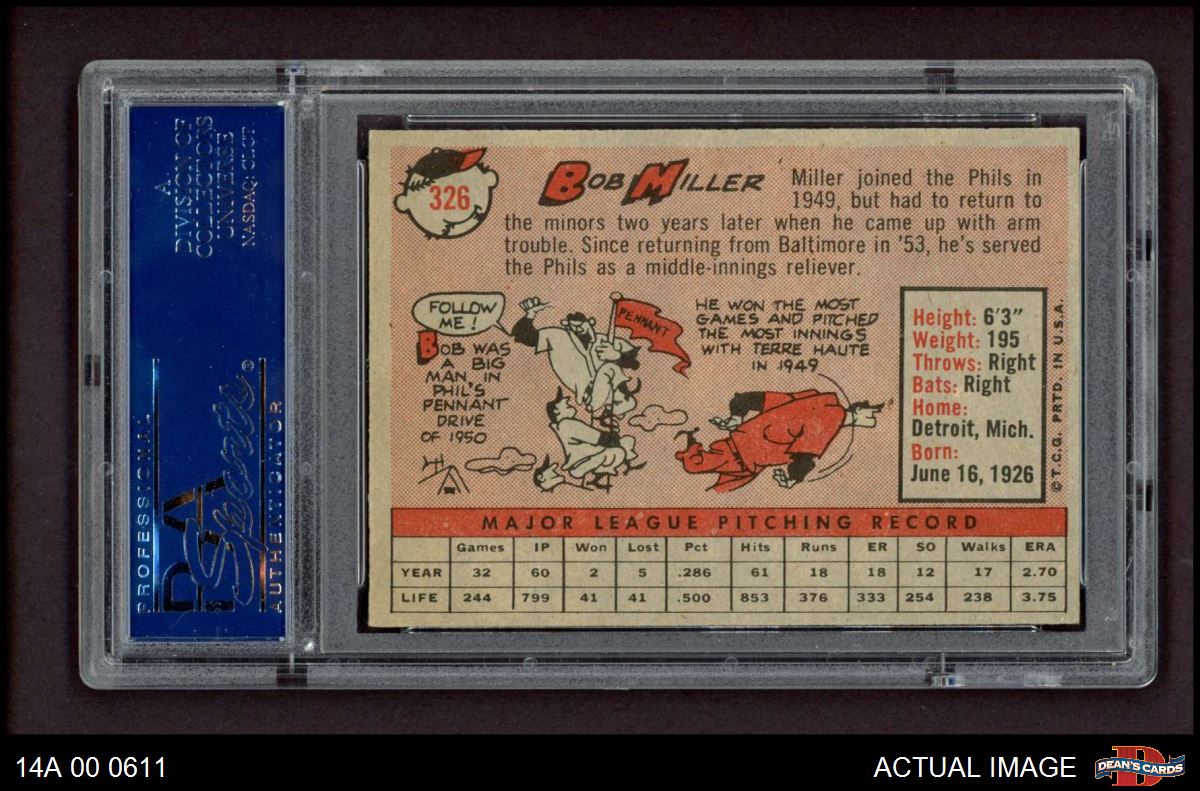 A
DIVISION OF
COLLECTORS
UNIVERSE
NASDAQ: CLCT
PROFESSIONAL
PSA
Sports®
AUTHENTICATOR
326
BOB MILLER
Miller joined the Phils in
1949, but had to return to
the minors two years later when he came up with arm
trouble. Since returning from Baltimore in '53, he's served
the Phils as a middle-innings reliever.
FOLLOW
ME!
BOB WAS
A BIG
MAN IN
PHIL'S
PENNANT
DRIVE
OF 1950
PENNANT
HE WON THE MOST
GAMES AND PITCHED
THE MOST INNINGS
WITH TERRE HAUTE
IN 1949
Height: 6'3"
Weight: 195
Throws: Right
Bats: Right
Home:
Detroit, Mich.
Born:
June 16, 1926
© T.C.G. PRTD. IN U.S.A.
MAJOR LEAGUE PITCHING RECORD
Games IP Won Lost Pct Hits Runs ER SO Walks ERA
YEAR 32 60 2 5 .286 61 18 18 12 17 2.70
LIFE 244 799 41 41 .500 853 376 333 254 238 3.75
14A 00 0611
ACTUAL IMAGE
DEAN'S CARDS